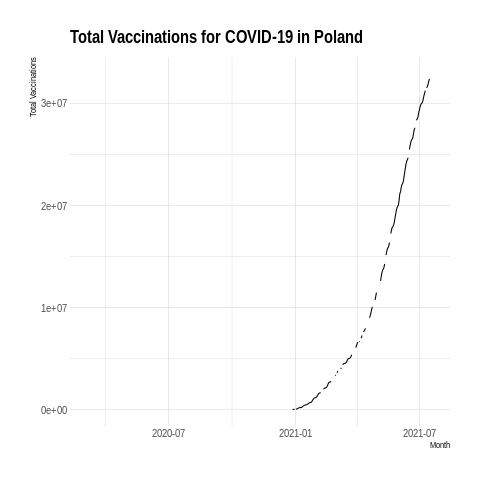 Total Vaccinations for COVID-19 in Poland
Total Vaccinations
3e+07
2e+07
1e+07
0e+00
2020-07 2021-01 2021-07
Month